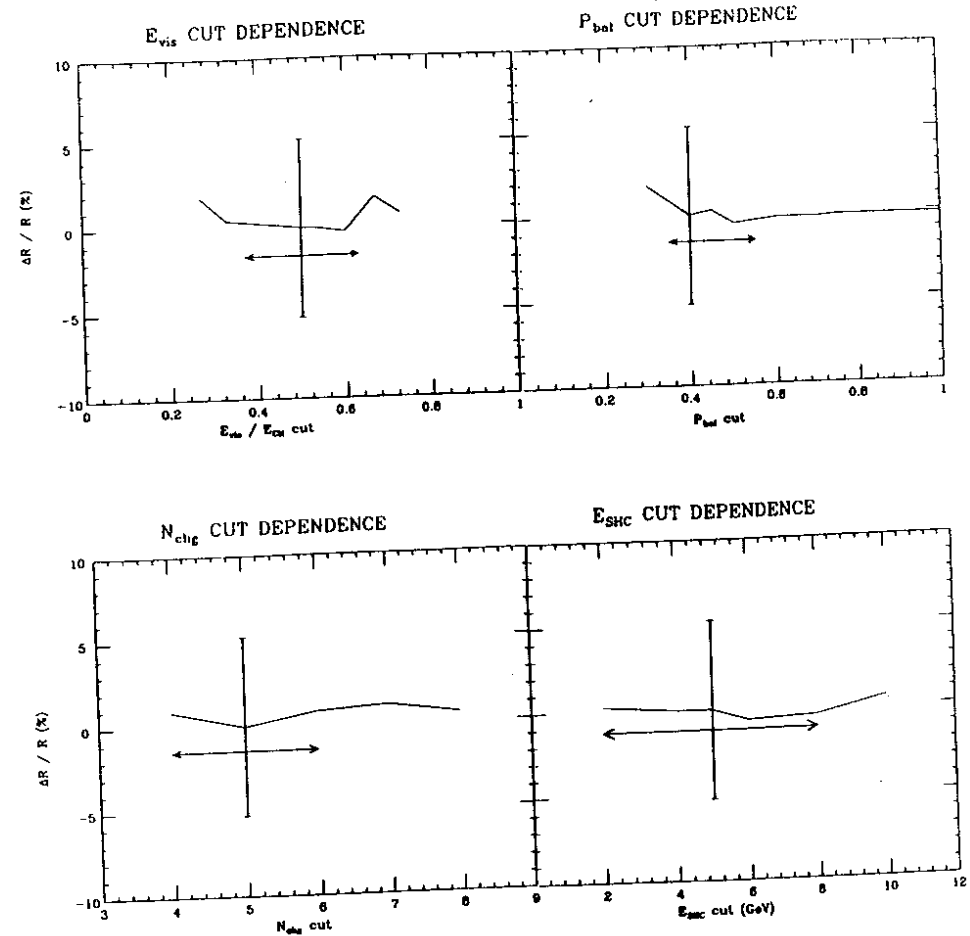 E_vis CUT DEPENDENCE
P_bal CUT DEPENDENCE
ΔR / R (%)
10
5
0
-5
-10
0 0.2 0.4 0.6 0.8 1 0.2 0.4 0.6 0.8 1
E_vis / E_CM cut
P_bal cut
N_chg CUT DEPENDENCE
E_SHC CUT DEPENDENCE
ΔR / R (%)
10
5
0
-5
-10
3 4 5 6 7 8 9 2 4 6 8 10 12
N_chg cut
E_SHC cut (GeV)